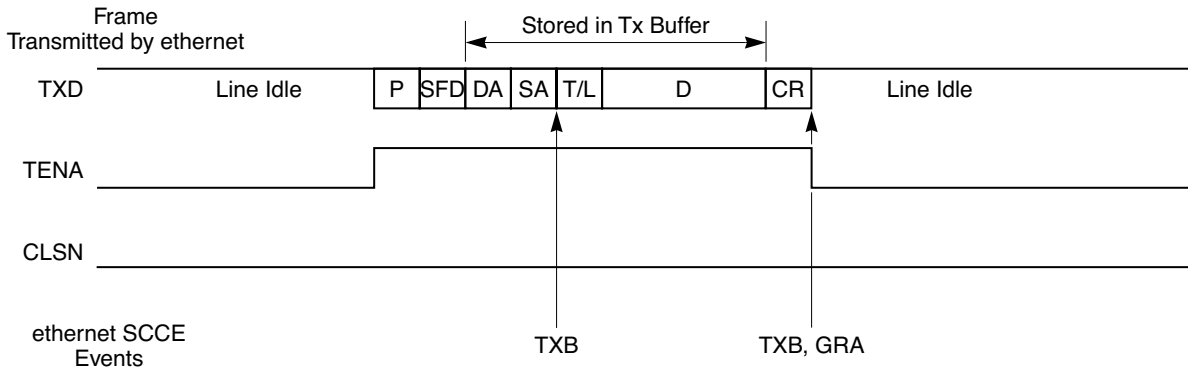 Frame
Transmitted by ethernet
Stored in Tx Buffer
TXD
Line Idle
P
SFD
DA
SA
T/L
D
CR
Line Idle
TENA
CLSN
ethernet SCCE
Events
TXB
TXB, GRA